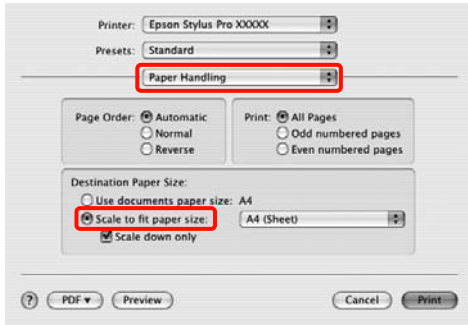 Printer: Epson Stylus Pro XXXXX
Presets: Standard
Paper Handling
Page Order: Automatic Print: All Pages
Normal Odd numbered pages
Reverse Even numbered pages
Destination Paper Size:
Use documents paper size: A4
Scale to fit paper size: A4 (Sheet)
Scale down only
? PDF ▼ Preview Cancel Print